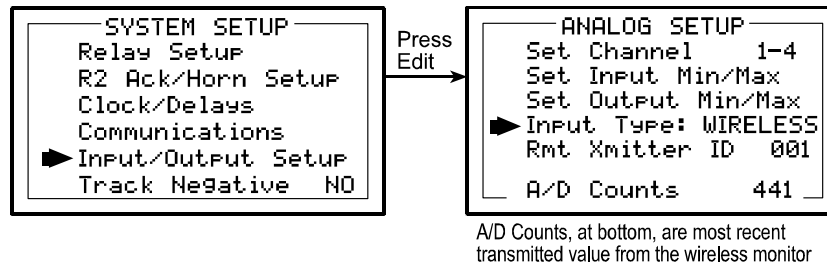 SYSTEM SETUP
Relay Setup
R2 Ack/Horn Setup
Clock/Delays
Communications
Input/Output Setup
Track Negative NO
Press
Edit
ANALOG SETUP
Set Channel 1-4
Set Input Min/Max
Set Output Min/Max
Input Type: WIRELESS
Rmt Xmitter ID 001
A/D Counts 441
A/D Counts, at bottom, are most recent
transmitted value from the wireless monitor